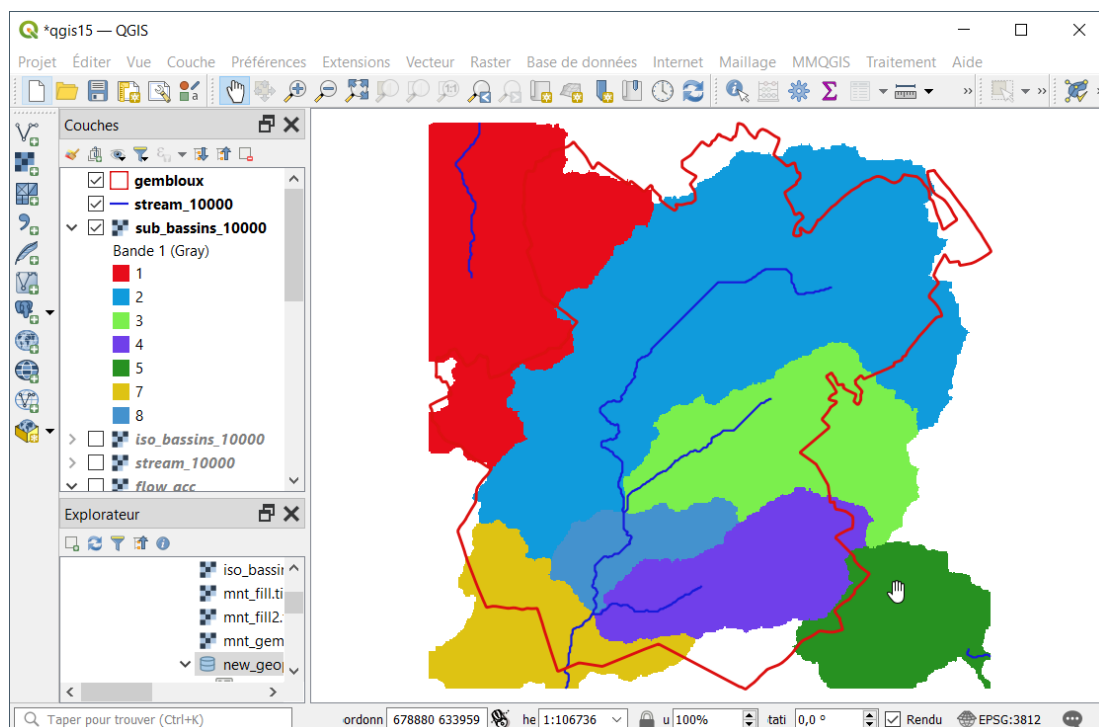 *qgis15 — QGIS
Projet Éditer Vue Couche Préférences Extensions Vecteur Raster Base de données Internet Maillage MMQGIS Traitement Aide
Couches
gembloux
stream_10000
sub_bassins_10000
Bande 1 (Gray)
1
2
3
4
5
7
8
iso_bassins_10000
stream_10000
flow_acc
Explorateur
iso_bassir
mnt_fill.ti
mnt_fill2.
mnt_gem
new_geo
Taper pour trouver (Ctrl+K)
ordonn 678880 633959 he 1:106736 u 100% tati 0,0 ° Rendu EPSG:3812